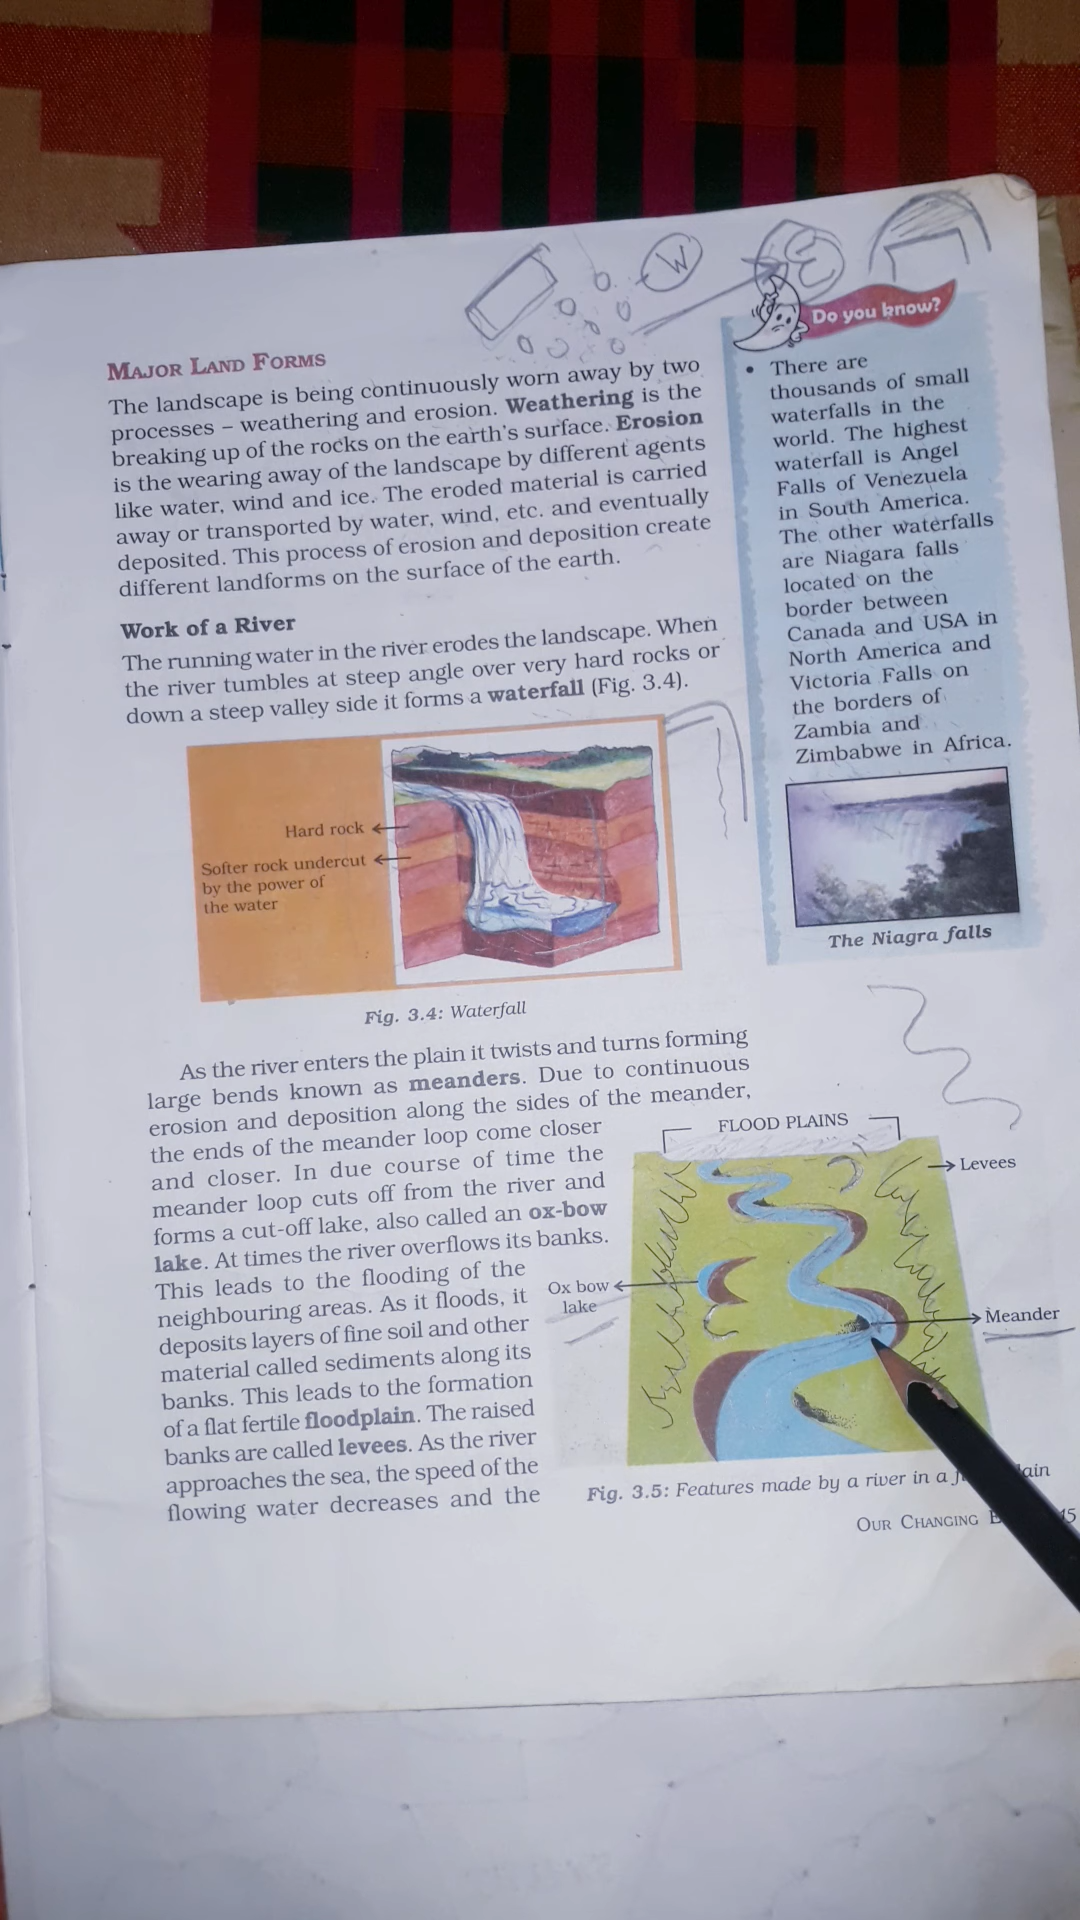 MAJOR LAND FORMS
The landscape is being continuously worn away by two
processes – weathering and erosion. Weathering is the
breaking up of the rocks on the earth's surface. Erosion
is the wearing away of the landscape by different agents
like water, wind and ice. The eroded material is carried
away or transported by water, wind, etc. and eventually
deposited. This process of erosion and deposition create
different landforms on the surface of the earth.
Work of a River
The running water in the river erodes the landscape. When
the river tumbles at steep angle over very hard rocks or
down a steep valley side it forms a waterfall (Fig. 3.4).
Hard rock
Softer rock undercut
by the power of
the water
Fig. 3.4: Waterfall
As the river enters the plain it twists and turns forming
large bends known as meanders. Due to continuous
erosion and deposition along the sides of the meander,
the ends of the meander loop come closer
and closer. In due course of time the
meander loop cuts off from the river and
forms a cut-off lake, also called an ox-bow
lake. At times the river overflows its banks.
This leads to the flooding of the
neighbouring areas. As it floods, it
deposits layers of fine soil and other
material called sediments along its
banks. This leads to the formation
of a flat fertile floodplain. The raised
banks are called levees. As the river
approaches the sea, the speed of the
flowing water decreases and the
W
Do you know?
• There are
thousands of small
waterfalls in the
world. The highest
waterfall is Angel
Falls of Venezuela
in South America.
The other waterfalls
are Niagara falls
located on the
border between
Canada and USA in
North America and
Victoria Falls on
the borders of
Zambia and
Zimbabwe in Africa.
The Niagra falls
FLOOD PLAINS
Levees
Ox bow
lake
Meander
Fig. 3.5: Features made by a river in a
OUR CHANGING